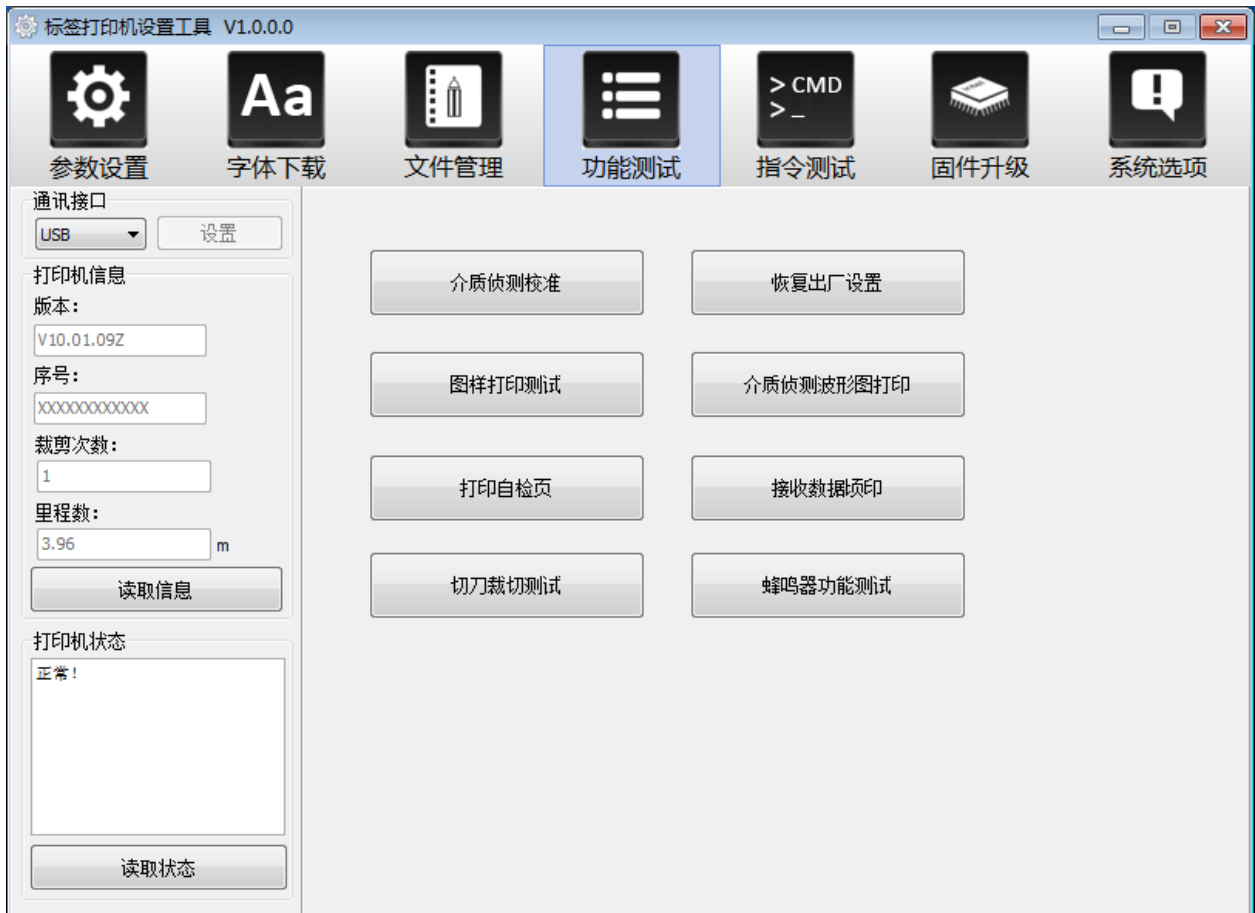 标签打印机设置工具 V1.0.0.0
Aa
> CMD
> _
参数设置
字体下载
文件管理
功能测试
指令测试
固件升级
系统选项
通讯接口
USB
设置
打印机信息
版本:
V10.01.09Z
序号:
XXXXXXXXXXXX
裁剪次数:
1
里程数:
3.96 m
读取信息
打印机状态
正常!
读取状态
介质侦测校准
恢复出厂设置
图样打印测试
介质侦测波形图打印
打印自检页
接收数据顷印
切刀裁切测试
蜂鸣器功能测试